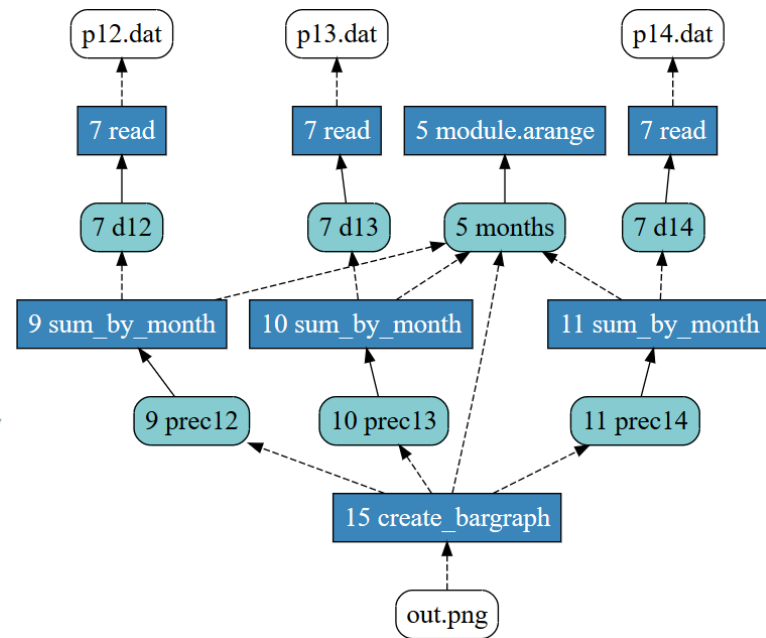 p12.dat
p13.dat
p14.dat
7 read
7 read
5 module.arange
7 read
7 d12
7 d13
5 months
7 d14
9 sum_by_month
10 sum_by_month
11 sum_by_month
9 prec12
10 prec13
11 prec14
15 create_bargraph
out.png